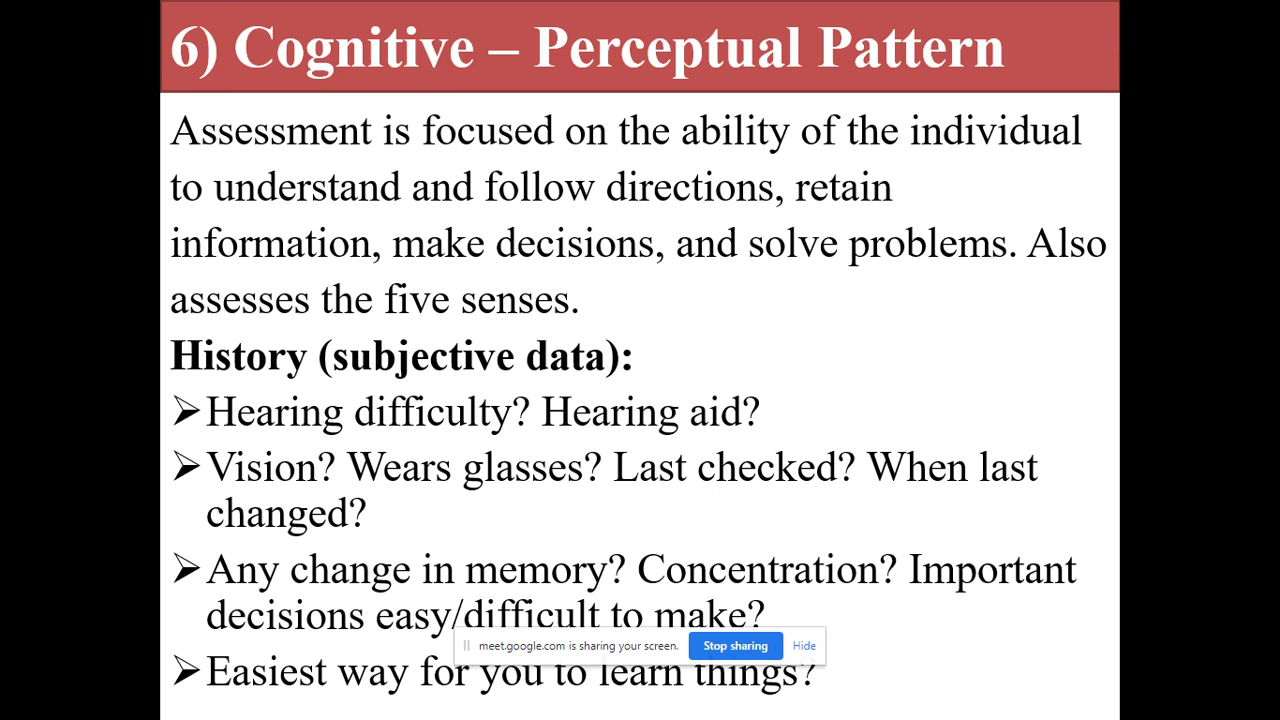 6) Cognitive – Perceptual Pattern
Assessment is focused on the ability of the individual
to understand and follow directions, retain
information, make decisions, and solve problems. Also
assesses the five senses.
History (subjective data):
➢Hearing difficulty? Hearing aid?
➢Vision? Wears glasses? Last checked? When last
changed?
➢Any change in memory? Concentration? Important
decisions easy/difficult to make?
meet.google.com is sharing your screen. Stop sharing Hide
➢Easiest way for you to learn things?